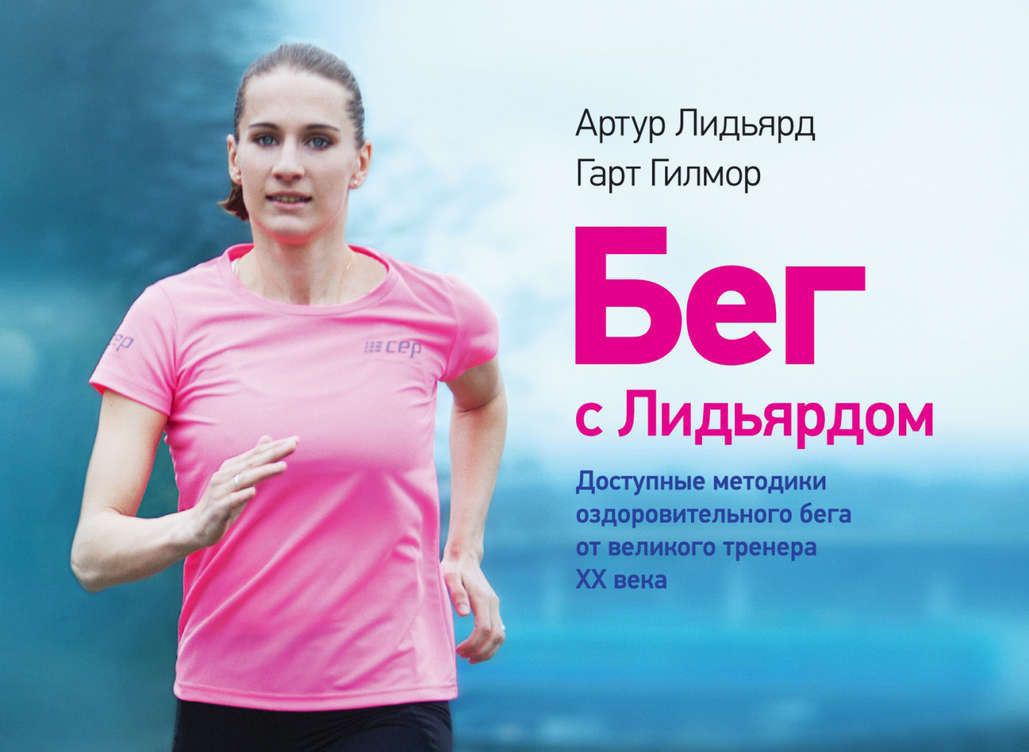 Артур Лидьярд
Гарт Гилмор
Бег
с Лидьярдом
Доступные методики
оздоровительного бега
от великого тренера
XX века
cep
cep